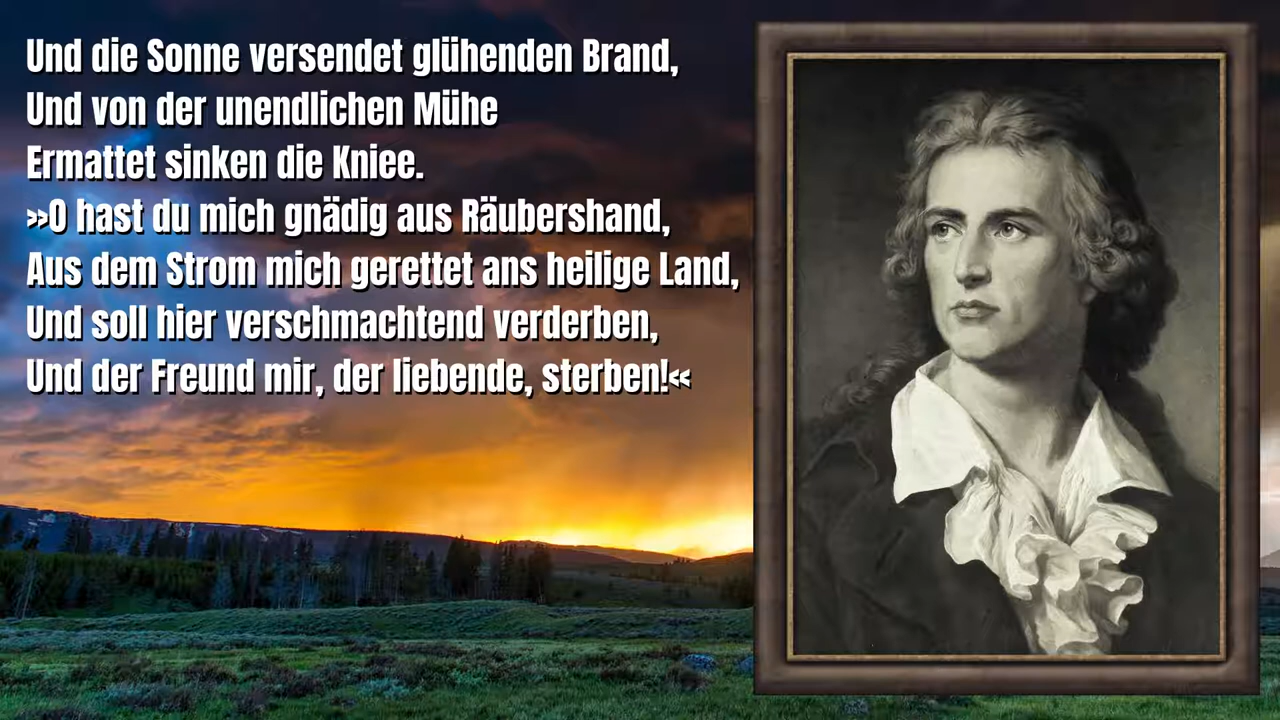 Und die Sonne versendet glühenden Brand,
Und von der unendlichen Mühe
Ermattet sinken die Kniee.
»O hast du mich gnädig aus Räubershand,
Aus dem Strom mich gerettet ans heilige Land,
Und soll hier verschmachtend verderben,
Und der Freund mir, der liebende, sterben!«